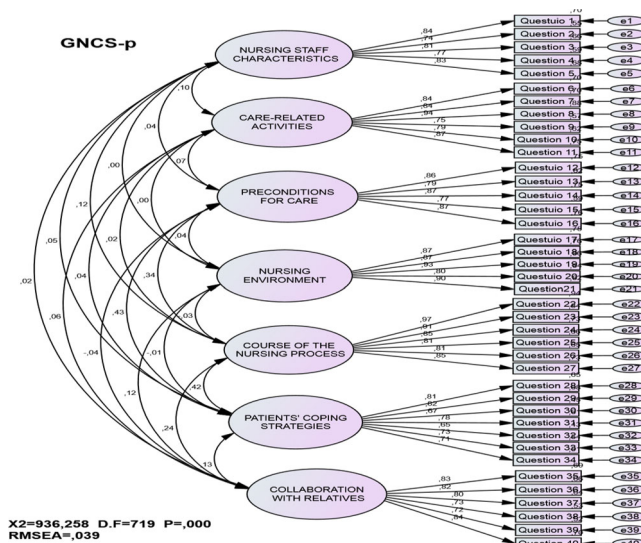 GNCS-p
NURSING STAFF
CHARACTERISTICS
CARE-RELATED
ACTIVITIES
PRECONDITIONS
FOR CARE
NURSING
ENVIRONMENT
COURSE OF THE
NURSING PROCESS
PATIENTS' COPING
STRATEGIES
COLLABORATION
WITH RELATIVES
,10
,04
,07
,00
,00
,04
,12
,02
,34
,03
,05
,04
,43
-,01
,42
,02
,06
-,04
,12
,24
,13
,84
,74
,81
,77
,83
,84
,84
,94
,75
,79
,87
,86
,79
,87
,77
,87
,87
,87
,93
,80
,90
,97
,91
,85
,81
,81
,85
,81
,82
,67
,78
,65
,73
,71
,83
,82
,80
,73
,72
,84
,70
Questuio 1 e1
Question 2 e2
Question 3 e3
Question 4 e4
Question 5 e5
Question 6 e6
Question 7 e7
Question 8 e8
Question 9 e9
Question 10 e10
Question 11 e11
Questuio 12 e12
Questuio 13 e13
Questuio 14 e14
Questuio 15 e15
Questuio 16 e16
Questuio 17 e17
Questuio 18 e18
Questuio 19 e19
Questuio 20 e20
Question21 e21
Question 22 e22
Question 23 e23
Question 24 e24
Question 25 e25
Question 26 e26
Question 27 e27
Question 28 e28
Question 29 e29
Question 30 e30
Question 31 e31
Question 32 e32
Question 33 e33
Question 34 e34
Question 35 e35
Question 36 e36
Question 37 e37
Question 38 e38
Question 39 e39
X2=936,258 D.F=719 P=,000
RMSEA=,039